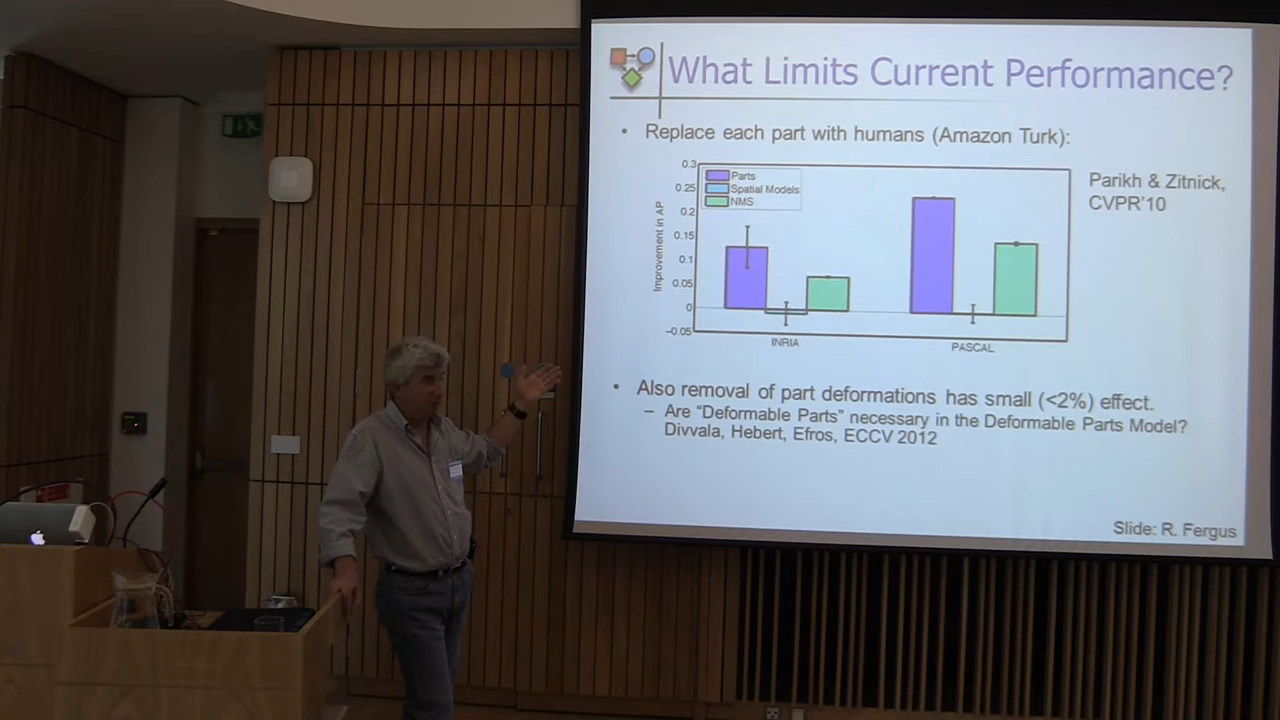 What Limits Current Performance?
• Replace each part with humans (Amazon Turk):
Parikh & Zitnick,
CVPR'10
0.3
0.25
0.2
0.15
0.1
0.05
0
−0.05
Improvement in AP
Parts
Spatial Models
NMS
INRIA
PASCAL
• Also removal of part deformations has small (<2%) effect.
– Are "Deformable Parts" necessary in the Deformable Parts Model?
Divvala, Hebert, Efros, ECCV 2012
Slide: R. Fergus